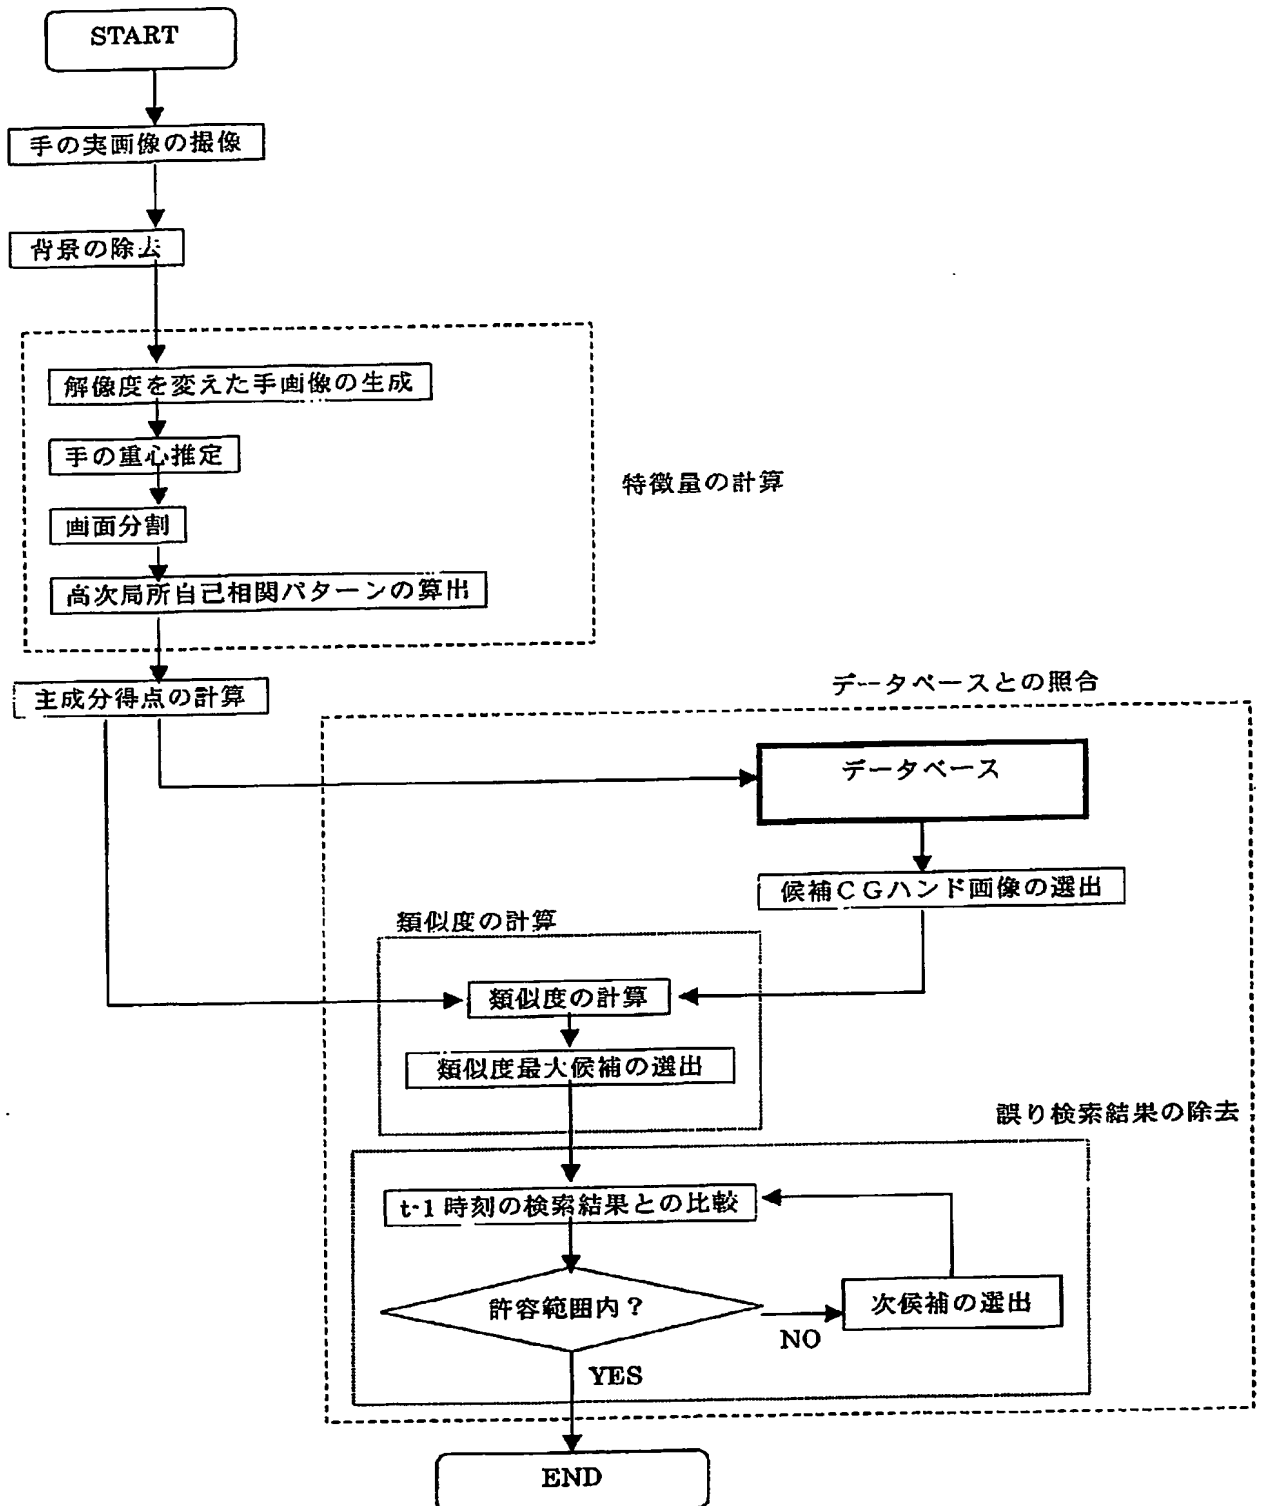 START
手の実画像の撮像
背景の除去
解像度を変えた手画像の生成
手の重心推定
特徴量の計算
画面分割
高次局所自己相関パターンの算出
主成分得点の計算
データベースとの照合
データベース
候補CGハンド画像の選出
類似度の計算
類似度の計算
類似度最大候補の選出
誤り検索結果の除去
t-1時刻の検索結果との比較
許容範囲内?
次候補の選出
NO
YES
END